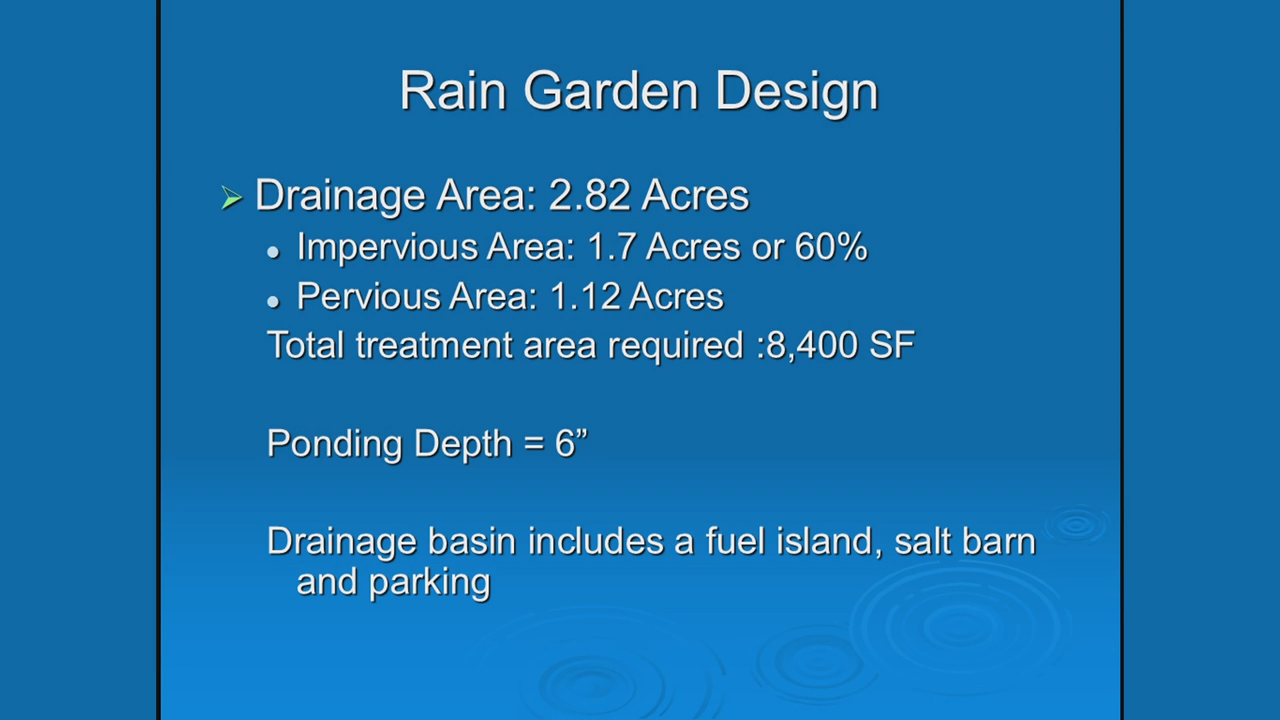 Rain Garden Design
Drainage Area: 2.82 Acres
Impervious Area: 1.7 Acres or 60%
Pervious Area: 1.12 Acres
Total treatment area required :8,400 SF
Ponding Depth = 6”
Drainage basin includes a fuel island, salt barn
and parking